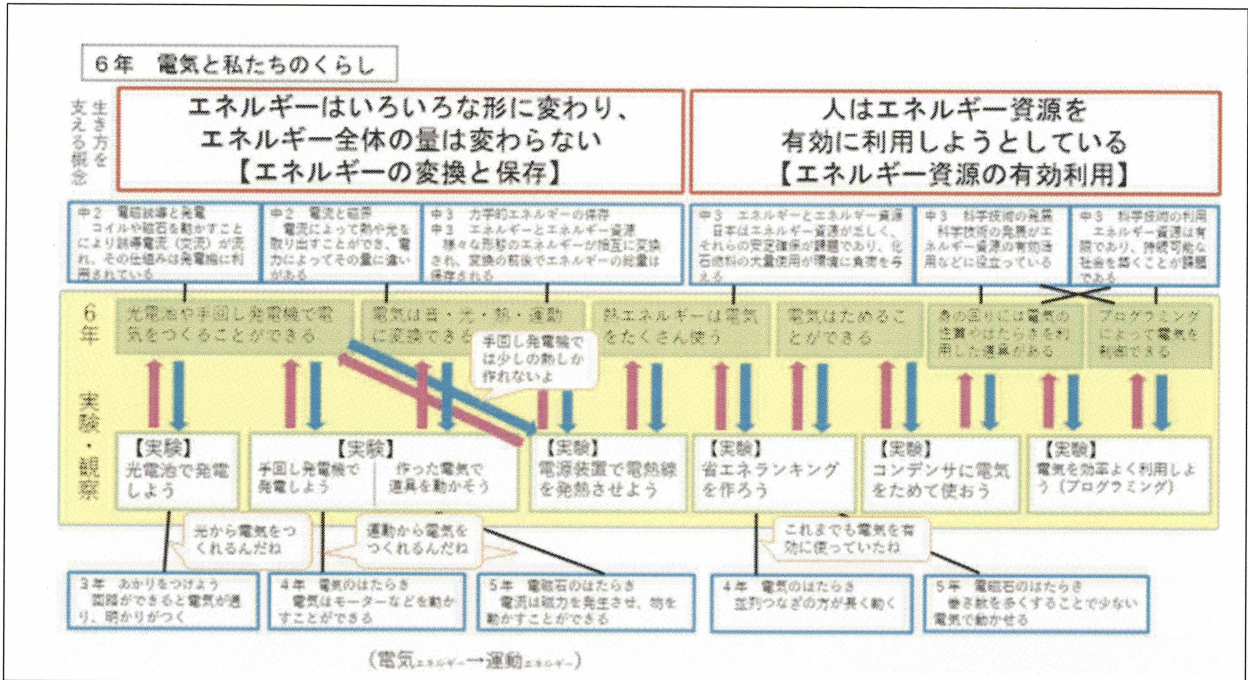 6年 電気と私たちのくらし
生き方を
支える概念
エネルギーはいろいろな形に変わり、
エネルギー全体の量は変わらない
【エネルギーの変換と保存】
人はエネルギー資源を
有効に利用しようとしている
【エネルギー資源の有効利用】
中2 電磁誘導と発電
コイルや磁石を動かすこと
により誘導電流(交流)が流
れ、その仕組みは発電機に利
用されている
中2 電流と磁界
電流によって熱や光を
取り出すことができ、電
力によってその量に違い
がある
中3 力学的エネルギーの保存
中3 エネルギーとエネルギー資源
様々な形態のエネルギーが相互に変換
され、変換の前後でエネルギーの総量は
保存される
中3 エネルギーとエネルギー資源
日本はエネルギー資源が乏しく、
それらの安定確保が課題であり、化
石燃料の大量使用が環境に負荷を与
える
中3 科学技術の発展
科学技術の発展がエ
ネルギー資源の有効活
用などに役立っている
中3 科学技術の利用
エネルギー資源は有
限であり、持続可能な
社会を築くことが課題
である
6年 実験・観察
光電池や手回し発電機で電
気をつくることができる
電気は音・光・熱・運動
に変換できる
熱エネルギーは電気
をたくさん使う
電気はためるこ
とができる
身の回りには電気の
性質やはたらきを利
用した道具がある
プログラミング
によって電気を
制御できる
手回し発電機で
は少しの熱しか
作れないよ
【実験】
光電池で発電
しよう
【実験】
手回し発電機で
発電しよう
作った電気で
道具を動かそう
【実験】
電源装置で電熱線
を発熱させよう
【実験】
省エネランキング
を作ろう
【実験】
コンデンサに電気
をためて使おう
【実験】
電気を効率よく利用しよ
う(プログラミング)
光から電気をつ
くれるんだね
運動から電気を
つくれるんだね
これまでも電気を有
効に使っていたね
3年 あかりをつけよう
回路ができると電気が通
り、明かりがつく
4年 電気のはたらき
電気はモーターなどを動か
すことができる
5年 電磁石のはたらき
電流は磁力を発生させ、物を
動かすことができる
4年 電気のはたらき
並列つなぎの方が長く動く
5年 電磁石のはたらき
巻き数を多くすることで少ない
電気で動かせる
(電気エネルギー→運動エネルギー)